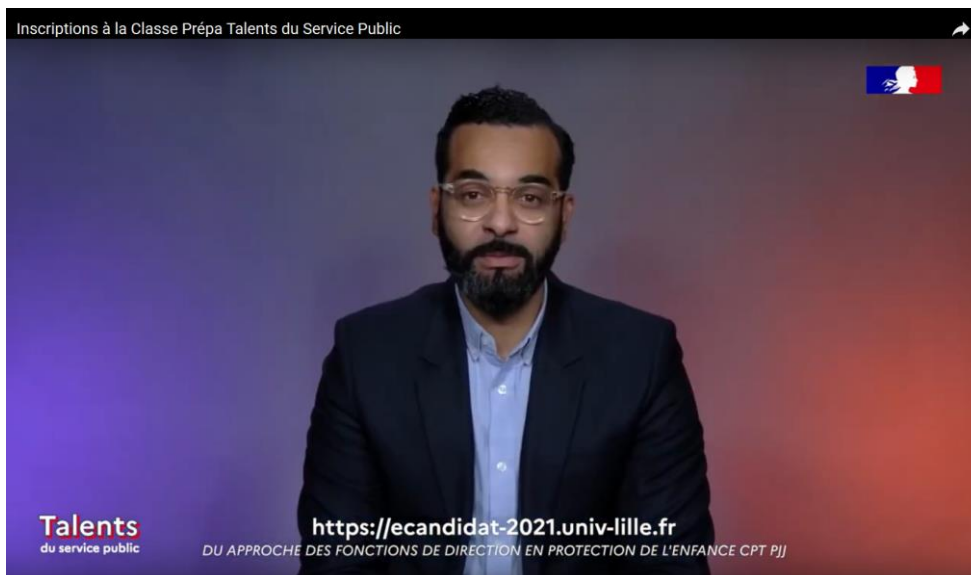 Inscriptions à la Classe Prépa Talents du Service Public
Talents
du service public
https://ecandidat-2021.univ-lille.fr
DU APPROCHE DES FONCTIONS DE DIRECTION EN PROTECTION DE L'ENFANCE CPT PJJ